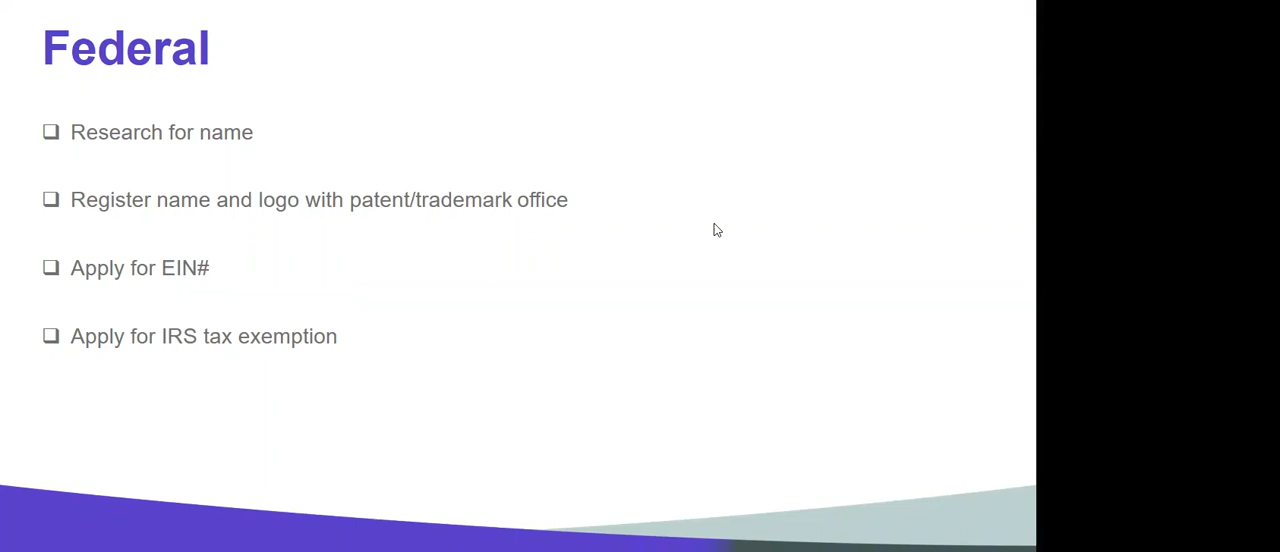 Federal
❑ Research for name
❑ Register name and logo with patent/trademark office
❑ Apply for EIN#
❑ Apply for IRS tax exemption